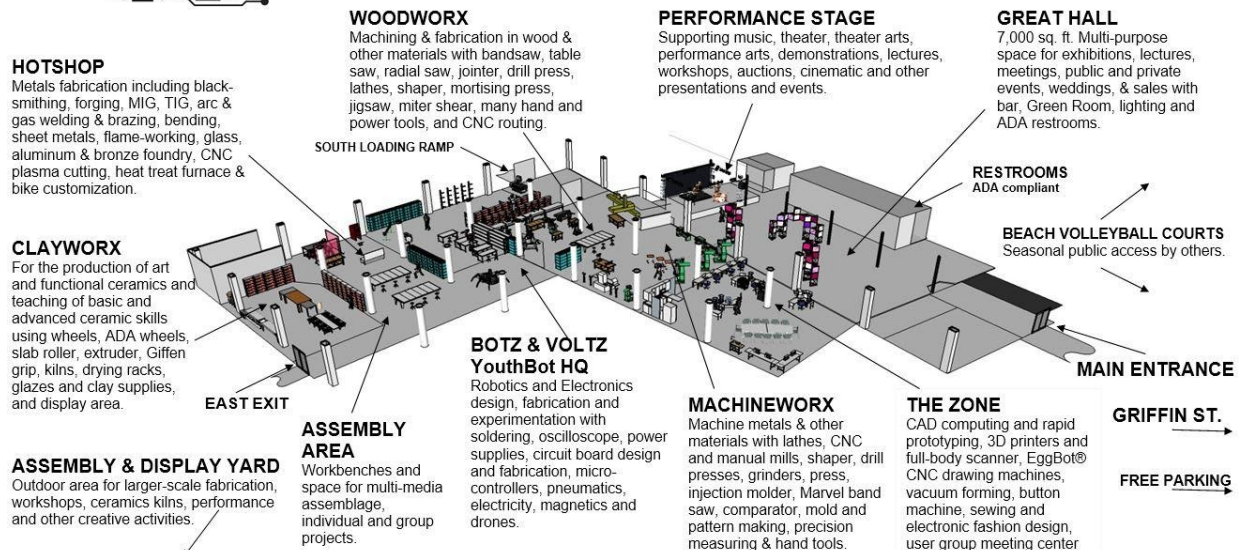 HOTSHOP
Metals fabrication including black-
smithing, forging, MIG, TIG, arc &
gas welding & brazing, bending,
sheet metals, flame-working, glass,
aluminum & bronze foundry, CNC
plasma cutting, heat treat furnace &
bike customization.
WOODWORX
Machining & fabrication in wood &
other materials with bandsaw, table
saw, radial saw, jointer, drill press,
lathes, shaper, mortising press,
jigsaw, miter shear, many hand and
power tools, and CNC routing.
SOUTH LOADING RAMP
PERFORMANCE STAGE
Supporting music, theater, theater arts,
performance arts, demonstrations, lectures,
workshops, auctions, cinematic and other
presentations and events.
GREAT HALL
7,000 sq. ft. Multi-purpose
space for exhibitions, lectures,
meetings, public and private
events, weddings, & sales with
bar, Green Room, lighting and
ADA restrooms.
RESTROOMS
ADA compliant
BEACH VOLLEYBALL COURTS
Seasonal public access by others.
CLAYWORX
For the production of art
and functional ceramics and
teaching of basic and
advanced ceramic skills
using wheels, ADA wheels,
slab roller, extruder, Giffen
grip, kilns, drying racks,
glazes and clay supplies,
and display area.
EAST EXIT
ASSEMBLY & DISPLAY YARD
Outdoor area for larger-scale fabrication,
workshops, ceramics kilns, performance
and other creative activities.
ASSEMBLY
AREA
Workbenches and
space for multi-media
assemblage,
individual and group
projects.
BOTZ & VOLTZ
YouthBot HQ
Robotics and Electronics
design, fabrication and
experimentation with
soldering, oscilloscope, power
supplies, circuit board design
and fabrication, micro-
controllers, pneumatics,
electricity, magnetics and
drones.
MACHINEWORX
Machine metals & other
materials with lathes, CNC
and manual mills, shaper, drill
presses, grinders, press,
injection molder, Marvel band
saw, comparator, mold and
pattern making, precision
measuring & hand tools.
THE ZONE
CAD computing and rapid
prototyping, 3D printers and
full-body scanner, EggBot®
CNC drawing machines,
vacuum forming, button
machine, sewing and
electronic fashion design,
user group meeting center
MAIN ENTRANCE
GRIFFIN ST.
FREE PARKING